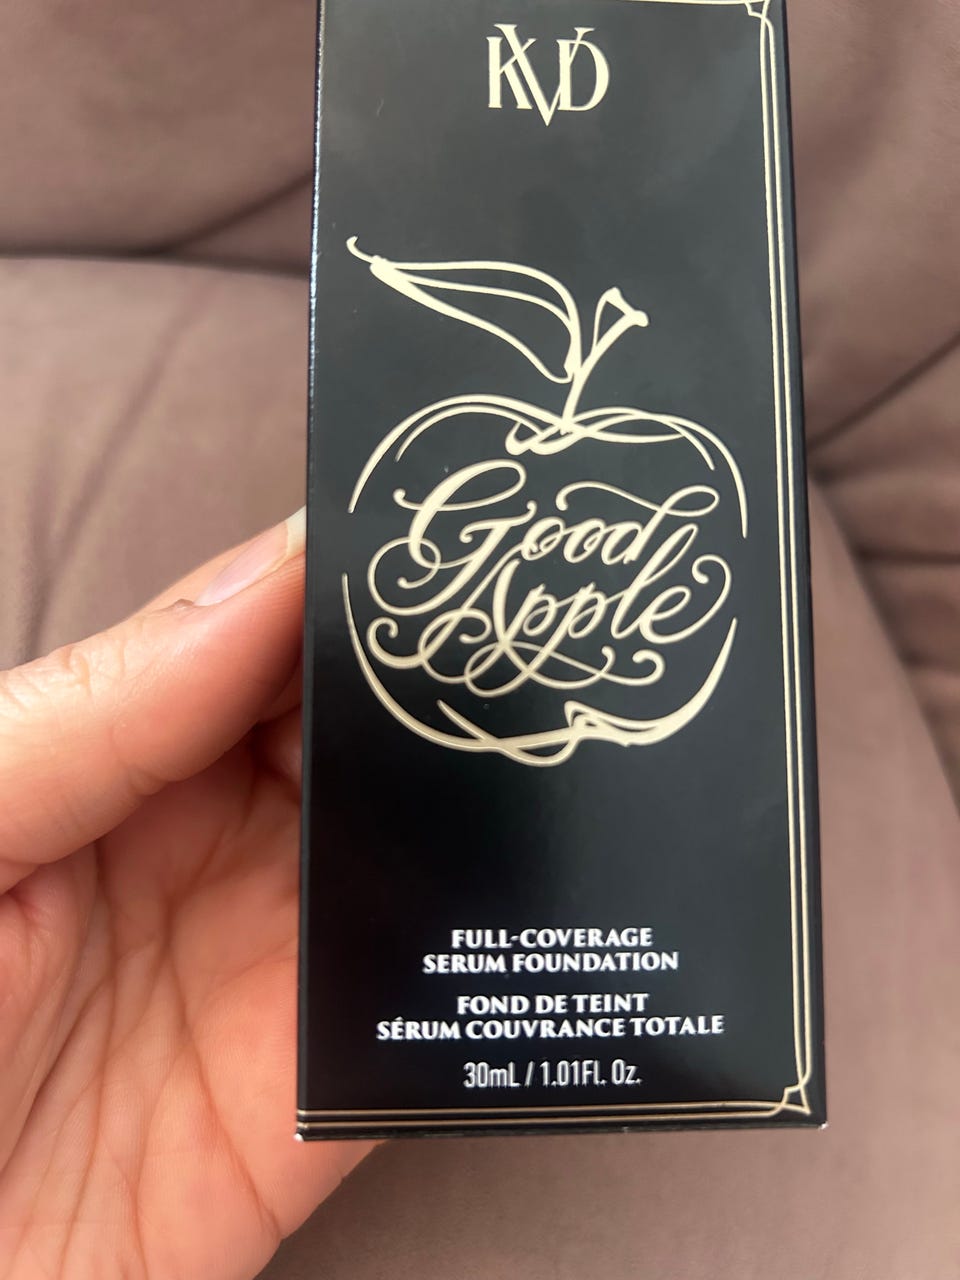 KVD
Good
Apple
FULL-COVERAGE
SERUM FOUNDATION
FOND DE TEINT
SÉRUM COUVRANCE TOTALE
30mL / 1.01Fl. Oz.